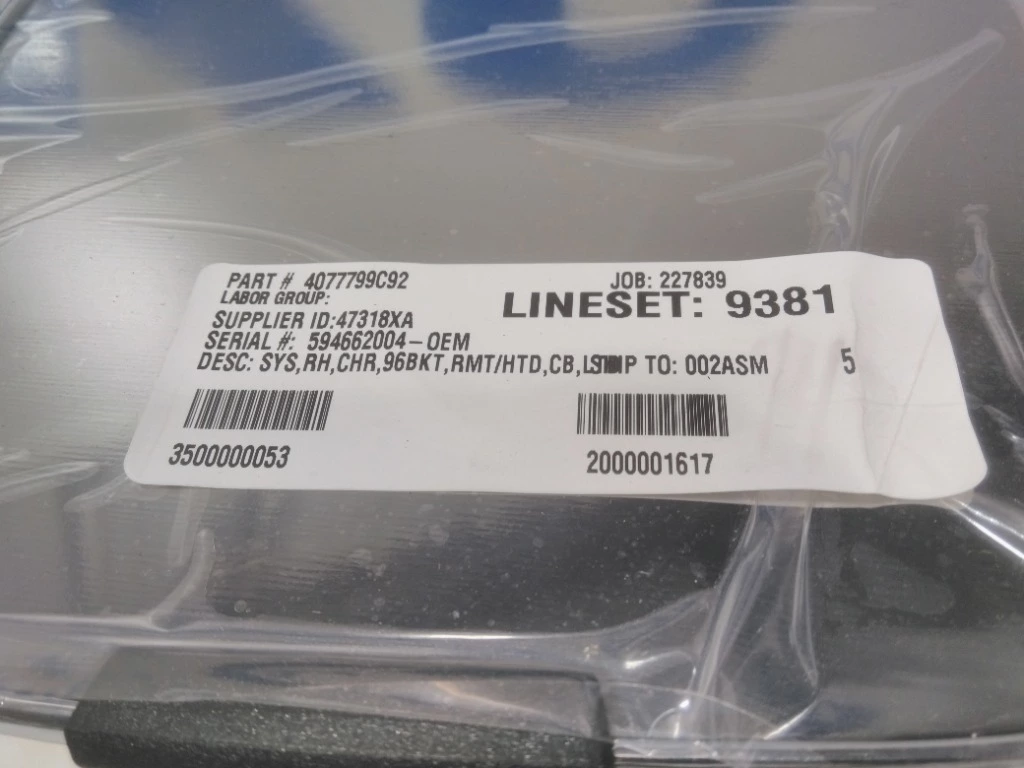 PART # 4077799C92 JOB: 227839
LABOR GROUP: LINESET: 9381
SUPPLIER ID:47318XA
SERIAL #: 594662004-OEM
DESC: SYS,RH,CHR,96BKT,RMT/HTD,CB, TO: 002ASM 5
3500000053 2000001617